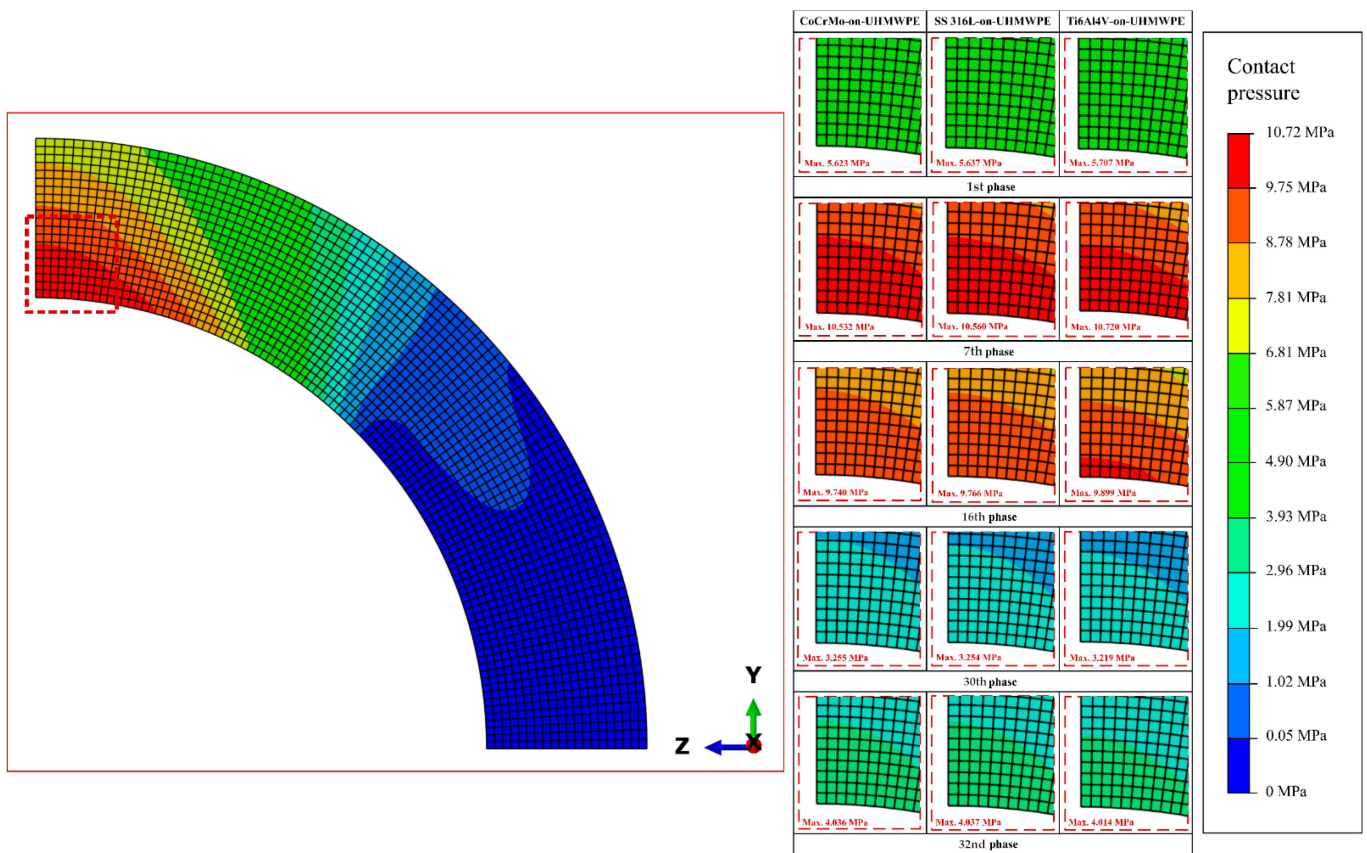 CoCrMo-on-UHMWPE SS 316L-on-UHMWPE Ti6Al4V-on-UHMWPE
Max. 5.623 MPa Max. 5.637 MPa Max. 5.707 MPa
1st phase
Max. 10.532 MPa Max. 10.560 MPa Max. 10.720 MPa
7th phase
Max. 9.740 MPa Max. 9.766 MPa Max. 9.899 MPa
16th phase
Max. 3.255 MPa Max. 3.254 MPa Max. 3.219 MPa
30th phase
Max. 4.036 MPa Max. 4.037 MPa Max. 4.014 MPa
32nd phase
Y
Z X
Contact
pressure
10.72 MPa
9.75 MPa
8.78 MPa
7.81 MPa
6.81 MPa
5.87 MPa
4.90 MPa
3.93 MPa
2.96 MPa
1.99 MPa
1.02 MPa
0.05 MPa
0 MPa